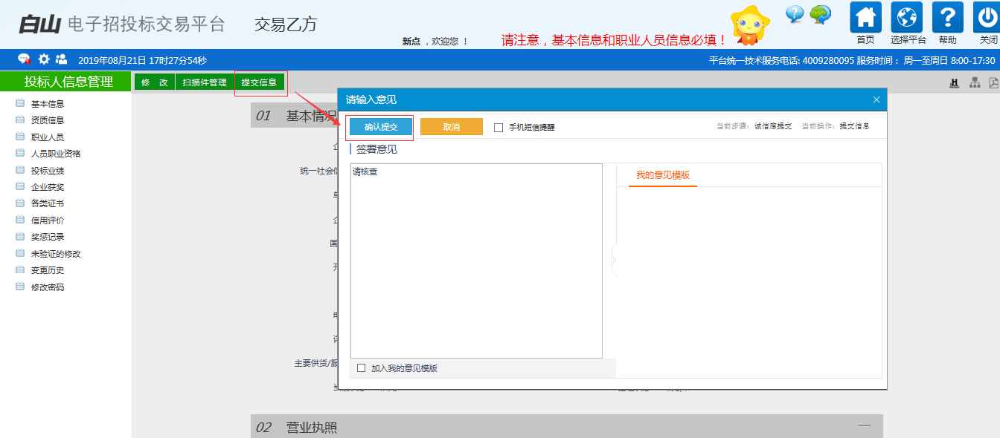 白山 电子招投标交易平台 交易乙方
新点 ，欢迎您 ！
请注意，基本信息和职业人员信息必填！
首页 选择平台 帮助 关闭
2019年08月21日 17时27分54秒
平台统一技术服务电话: 4009280095 服务时间： 周一至周日 8:00-17:30
投标人信息管理
修 改 扫描件管理 提交信息
基本信息
资质信息
职业人员
人员职业资格
投标业绩
企业获奖
各类证书
信用评价
奖惩记录
未验证的修改
变更历史
修改密码
01 基本情况
统一社会信
国
主要供货/服
请输入意见
确认提交 取消 手机短信提醒
当前步骤: 诚信库提交 当前操作: 提交信息
签署意见
请核查
我的意见模版
加入我的意见模版
02 营业执照